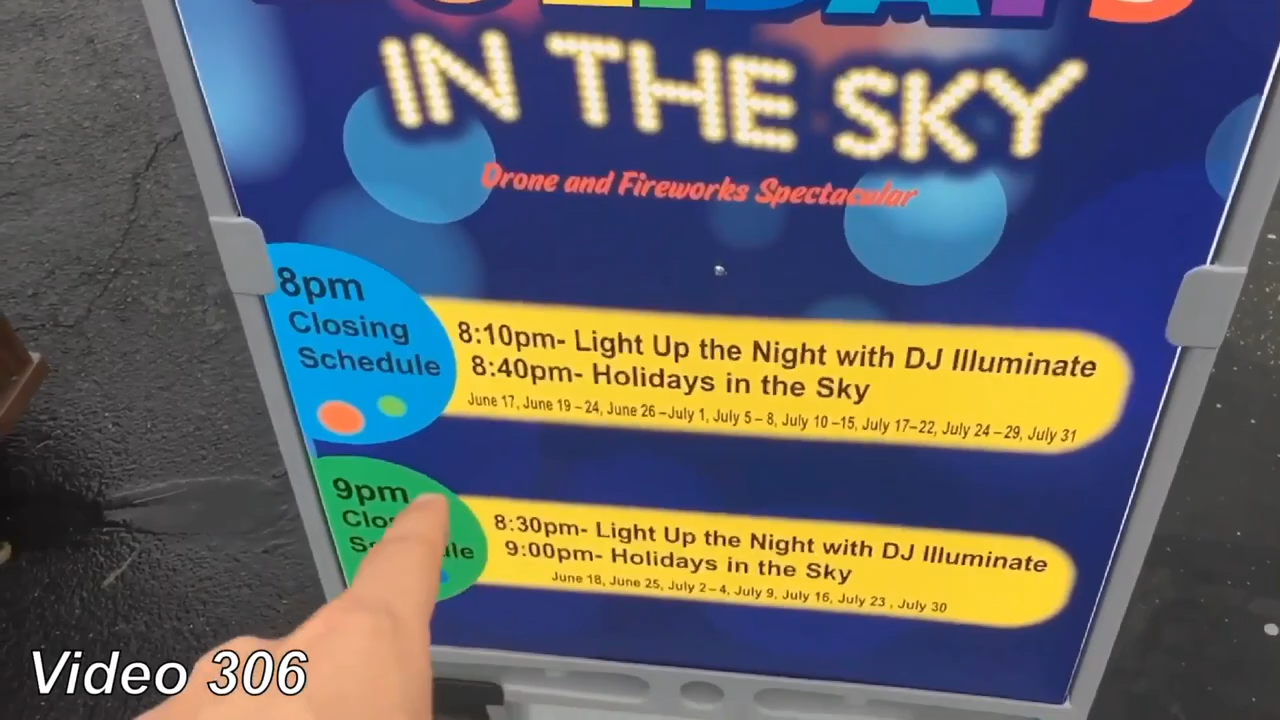 HOLIDAYS
IN THE SKY
Drone and Fireworks Spectacular
8pm
Closing
Schedule
8:10pm- Light Up the Night with DJ Illuminate
8:40pm- Holidays in the Sky
June 17, June 19 – 24, June 26 –July 1, July 5 – 8, July 10 –15, July 17–22, July 24 –29, July 31
9pm
8:30pm- Light Up the Night with DJ Illuminate
9:00pm- Holidays in the Sky
June 18, June 25, July 2– 4, July 9, July 16, July 23 , July 30
Video 306